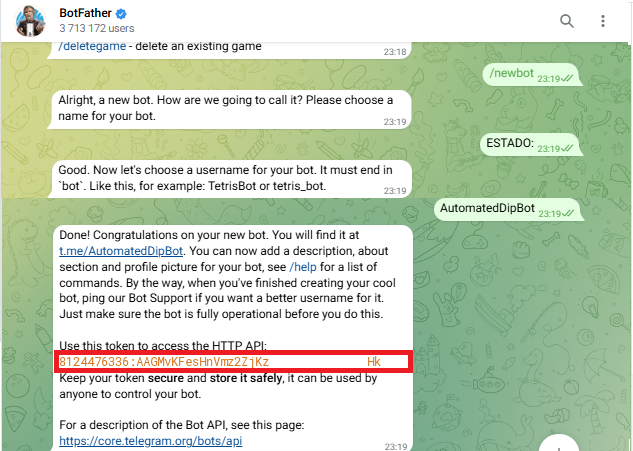 BotFather
3 713 172 users
/deletegame - delete an existing game
23:18
/newbot 23:19
Alright, a new bot. How are we going to call it? Please choose a
name for your bot.
23:19
ESTADO: 23:19
Good. Now let's choose a username for your bot. It must end in
`bot`. Like this, for example: TetrisBot or tetris_bot.
23:19
AutomatedDipBot 23:19
Done! Congratulations on your new bot. You will find it at
t.me/AutomatedDipBot. You can now add a description, about
section and profile picture for your bot, see /help for a list of
commands. By the way, when you've finished creating your cool
bot, ping our Bot Support if you want a better username for it.
Just make sure the bot is fully operational before you do this.
Use this token to access the HTTP API:
8124476336:AAGMvKFesHnVmz2ZjKz Hk
Keep your token secure and store it safely, it can be used by
anyone to control your bot.
For a description of the Bot API, see this page:
https://core.telegram.org/bots/api
23:19